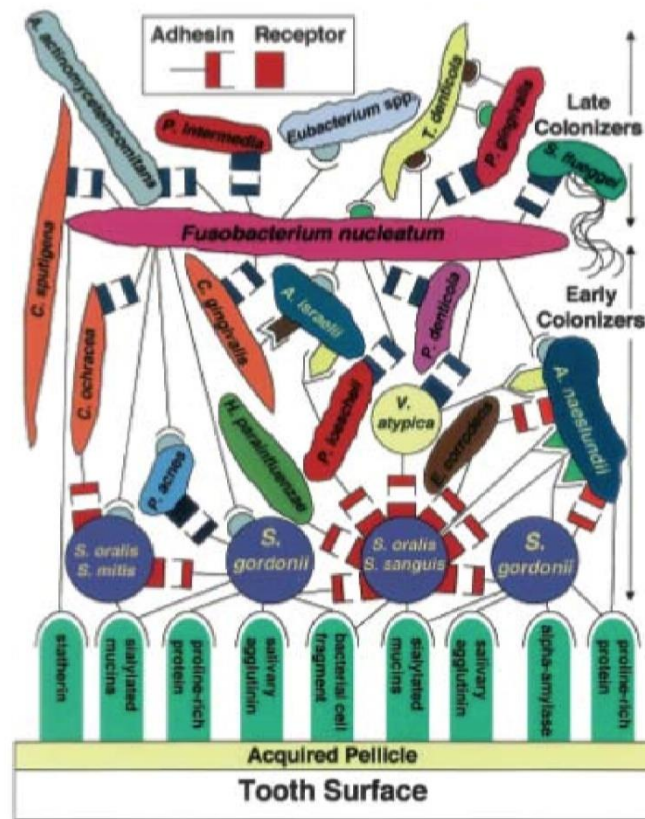 A. actinomycetemcomitans
Adhesin Receptor
P. intermedia
Eubacterium spp.
T. denticola
P. gingivalis
Late
Colonizers
S. flueggei
Fusobacterium nucleatum
C. sputigena
C. ochracea
C. gingivalis
A. israelii
P. denticola
Early
Colonizers
P. loescheii
V.
atypica
H. parainfluenzae
E. corrodens
A. naeslundii
P. acnes
S. oralis
S. mitis
S.
gordonii
S. oralis
S. sanguis
S.
gordonii
statherin
sialylated
mucins
proline-rich
protein
salivary
agglutinin
bacterial cell
fragment
sialylated
mucins
salivary
agglutinin
alpha-amylase
proline-rich
protein
Acquired Pellicle
Tooth Surface